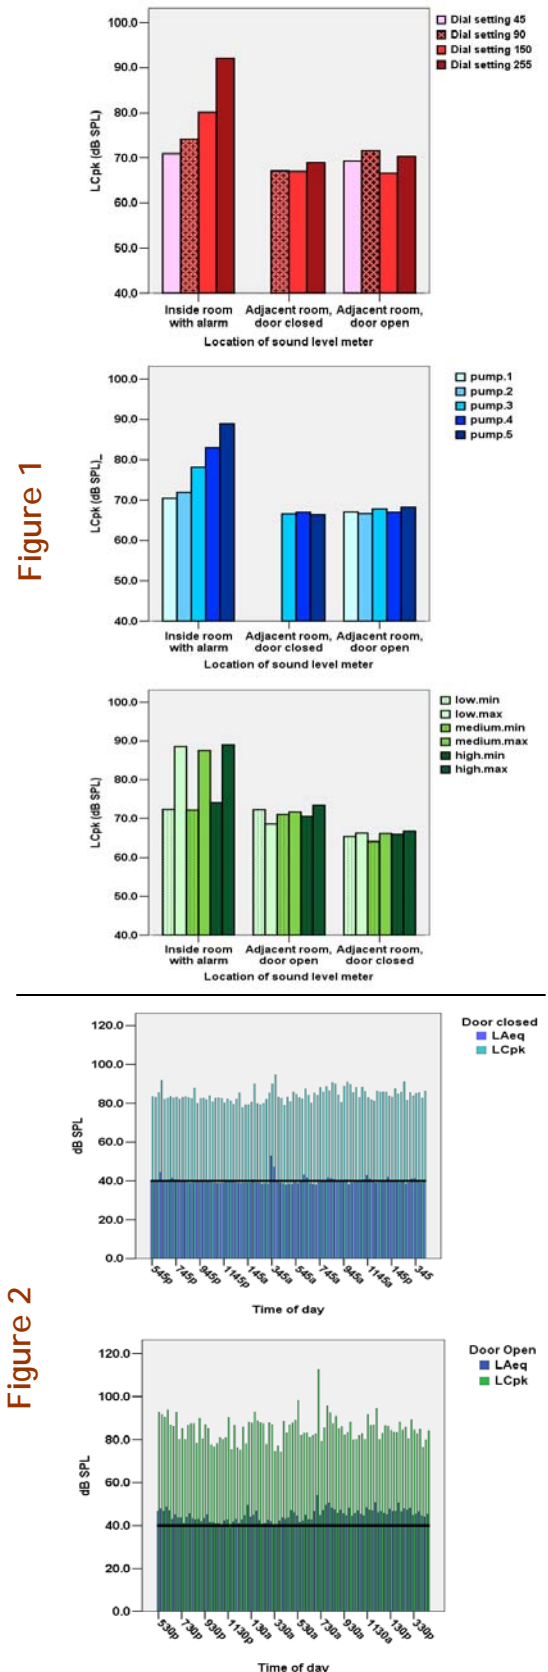 Figure 1
LCpk (dB SPL)
100.0
90.0
80.0
70.0
60.0
50.0
40.0
Dial setting 45
Dial setting 90
Dial setting 150
Dial setting 255
Inside room
with alarm
Adjacent room,
door closed
Adjacent room,
door open
Location of sound level meter
LCpk (dB SPL)_
100.0
90.0
80.0
70.0
60.0
50.0
40.0
pump.1
pump.2
pump.3
pump.4
pump.5
Inside room
with alarm
Adjacent room,
door closed
Adjacent room,
door open
Location of sound level meter
LCpk (dB SPL)
100.0
90.0
80.0
70.0
60.0
50.0
40.0
low.min
low.max
medium.min
medium.max
high.min
high.max
Inside room
with alarm
Adjacent room,
door open
Adjacent room,
door closed
Location of sound level meter
Figure 2
dB SPL
120.0
100.0
80.0
60.0
40.0
20.0
0.0
Door closed
LAeq
LCpk
545p
745p
945p
1145p
145a
345a
545a
745a
945a
1145a
145p
345
Time of day
dB SPL
120.0
100.0
80.0
60.0
40.0
20.0
0.0
Door Open
LAeq
LCpk
530p
730p
930p
1130p
130a
330a
530a
730a
930a
1130a
130p
330p
Time of day